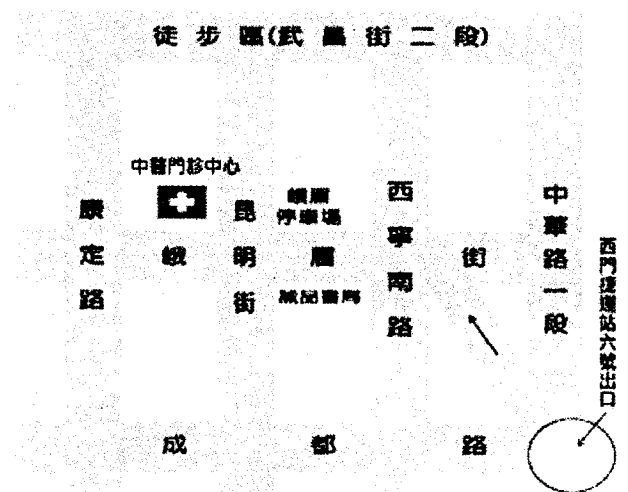 徒步區(武昌街二段)
中醫門診中心
康定路
昆明街
峨眉停車場
西寧南路
中華路一段
西門捷運站六號出口
峨眉街
誠品書局
成都路